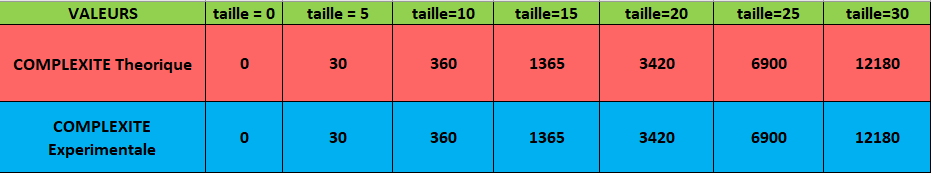 VALEURS taille = 0 taille = 5 taille=10 taille=15 taille=20 taille=25 taille=30
COMPLEXITE Theorique 0 30 360 1365 3420 6900 12180
COMPLEXITE
Experimentale 0 30 360 1365 3420 6900 12180